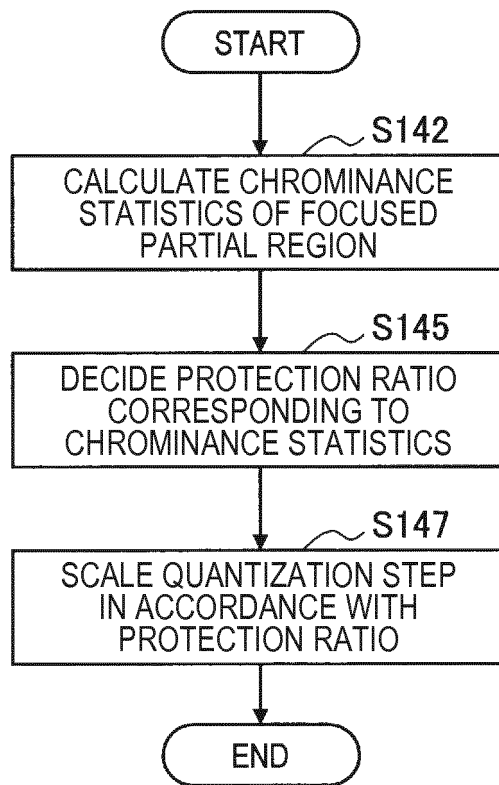 START
S142
CALCULATE CHROMINANCE
STATISTICS OF FOCUSED
PARTIAL REGION
S145
DECIDE PROTECTION RATIO
CORRESPONDING TO
CHROMINANCE STATISTICS
S147
SCALE QUANTIZATION STEP
IN ACCORDANCE WITH
PROTECTION RATIO
END